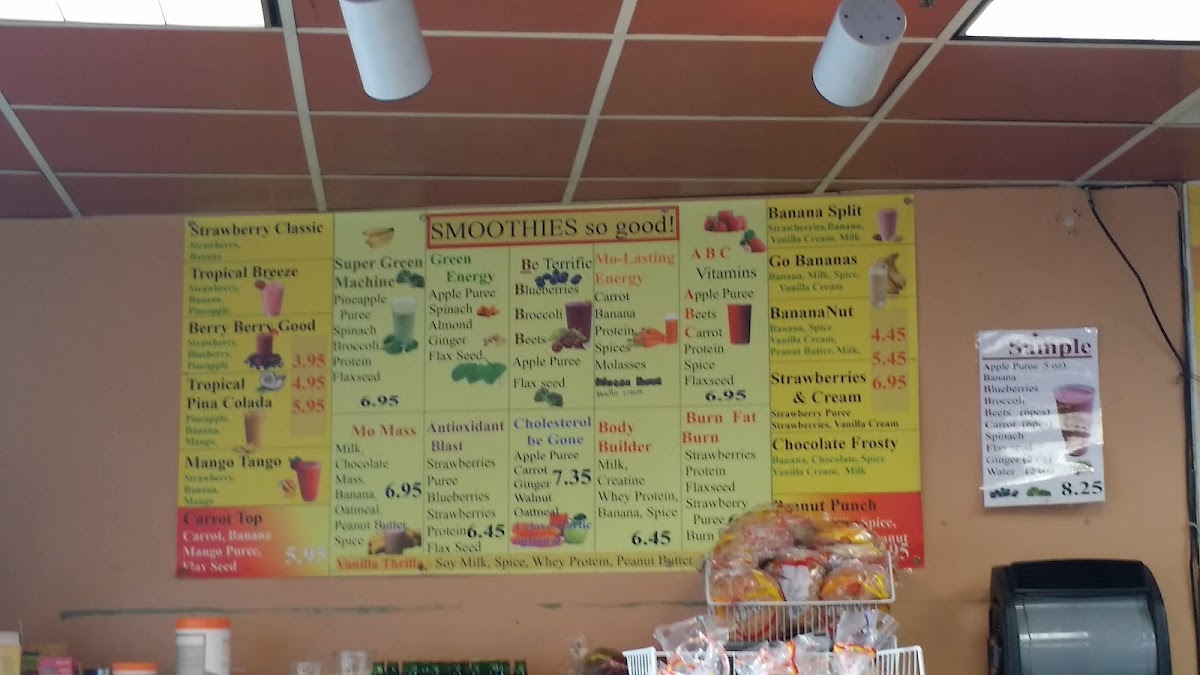 Strawberry Classic
Strawberry,
Banana
Tropical Breeze
Strawberry,
Banana,
Pineapple
Berry Berry Good
Strawberry,
Blueberry,
Pineapple
3.95
4.95
5.95
Tropical
Pina Colada
Pineapple,
Banana,
Mango,
Mango Tango
Strawberry,
Banana,
Mango
Carrot Top
Carrot, Banana
Mango Puree,
Flax Seed
5.95
Super Green
Machine
Pineapple
Puree
Spinach
Broccoli
Protein
Flaxseed
6.95
Mo Mass
Milk,
Chocolate
Mass,
Banana,
Oatmeal,
Peanut Butter,
Spice
6.95
SMOOTHIES so good!
Green
Energy
Apple Puree
Spinach
Almond
Ginger
Flax Seed
Be Terrific
Blueberries
Broccoli
Beets
Apple Puree
Flax seed
Mo-Lasting
Energy
Carrot
Banana
Protein
Spices
Molasses
A B C
Vitamins
Apple Puree
Beets
Carrot
Protein
Spice
Flaxseed
6.95
Antioxidant
Blast
Strawberries
Puree
Blueberries
Strawberries
Protein
Flax Seed
6.45
Cholesterol
be Gone
Apple Puree
Carrot
Ginger
Walnut
Oatmeal
7.35
Body
Builder
Milk,
Creatine
Whey Protein,
Banana, Spice
6.45
Burn Fat
Burn
Strawberries
Protein
Flaxseed
Strawberry
Puree
Burn
Vanilla Thrilla, Soy Milk, Spice, Whey Protein, Peanut Butter
Banana Split
Strawberries,Banana,
Vanilla Cream, Milk
Go Bananas
Banana, Milk, Spice,
Vanilla Cream
BananaNut
Banana, Spice
Vanilla Cream,
Peanut Butter, Milk,
4.45
5.45
6.95
Strawberries
& Cream
Strawberry Puree
Strawberries, Vanilla Cream
Chocolate Frosty
Banana, Chocolate, Spice
Vanilla Cream, Milk
Peanut Punch
Spice,
Sample
Apple Puree 5 oz)
Banana
Blueberries
Broccoli
Beets (6pcs)
Carrot (6pcs)
Spinach
Flax seed
Ginger
Water
8.25